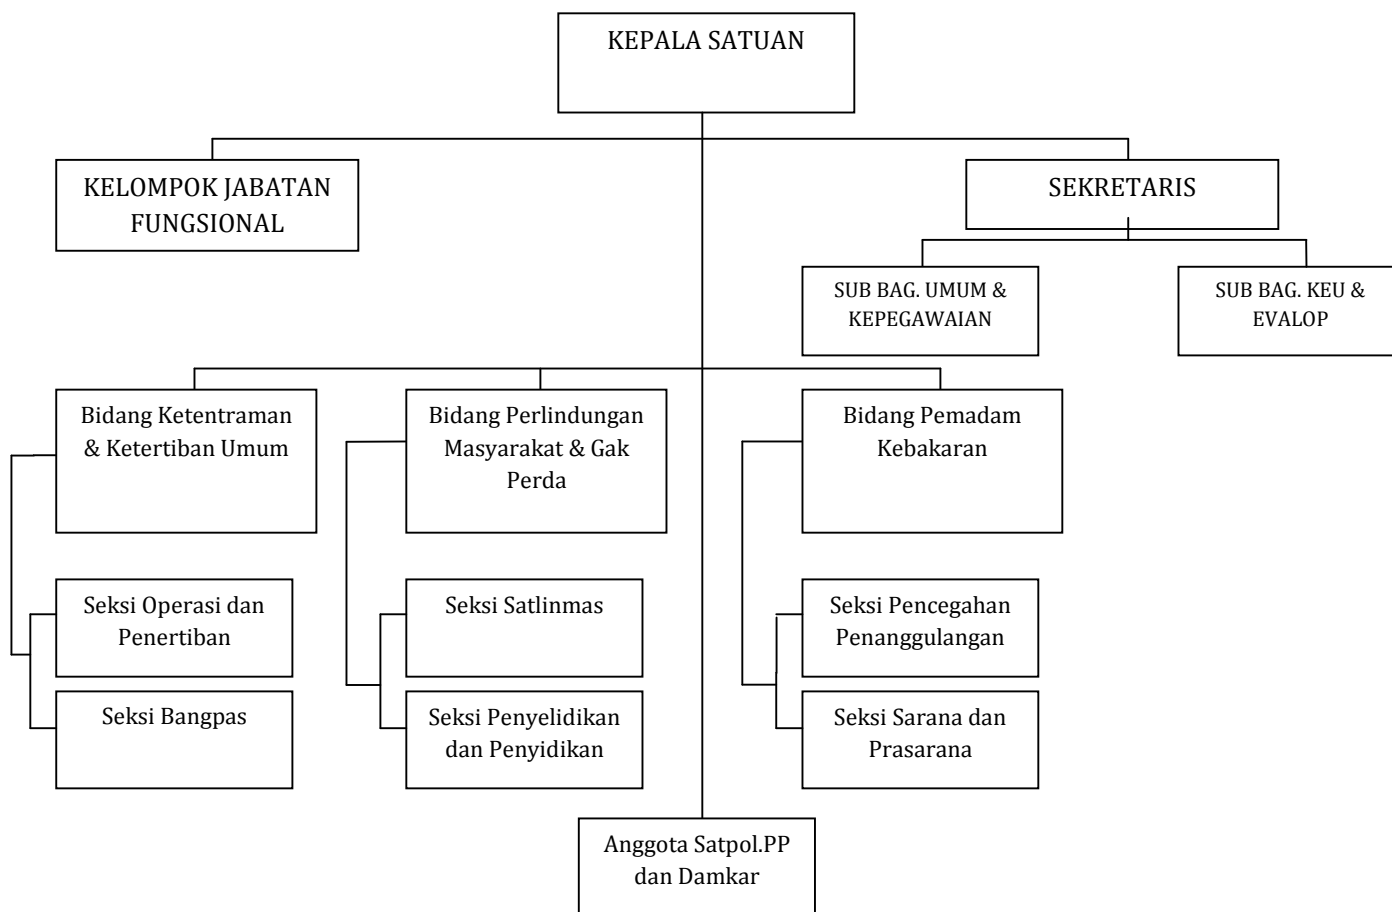 KEPALA SATUAN
KELOMPOK JABATAN
FUNGSIONAL
SEKRETARIS
SUB BAG. UMUM &
KEPEGAWAIAN
SUB BAG. KEU &
EVALOP
Bidang Ketentraman
& Ketertiban Umum
Bidang Perlindungan
Masyarakat & Gak
Perda
Bidang Pemadam
Kebakaran
Seksi Operasi dan
Penertiban
Seksi Satlinmas
Seksi Pencegahan
Penanggulangan
Seksi Bangpas
Seksi Penyelidikan
dan Penyidikan
Seksi Sarana dan
Prasarana
Anggota Satpol.PP
dan Damkar